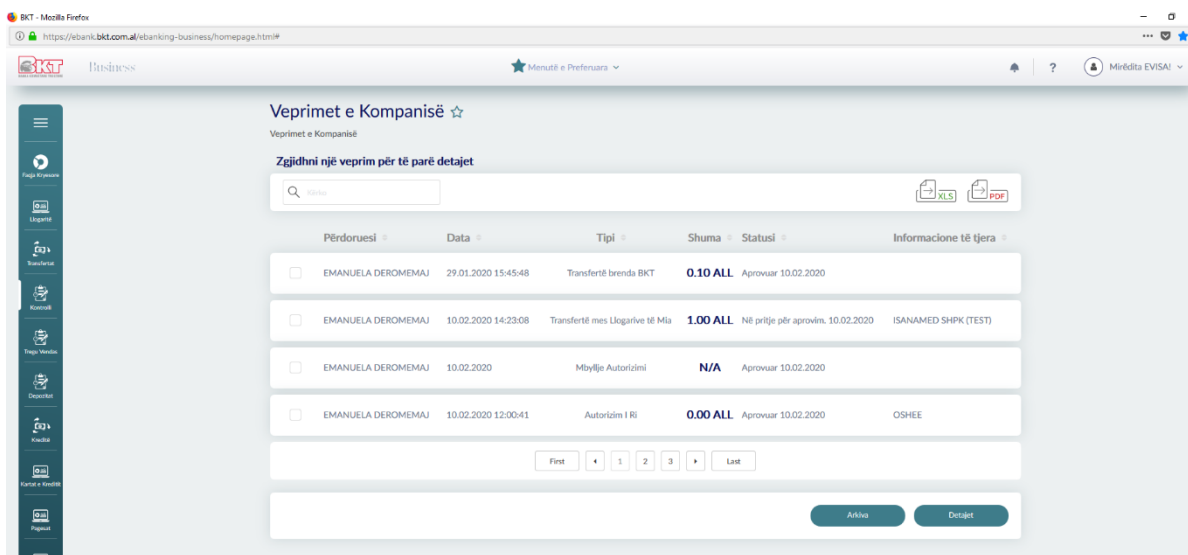 BKT - Mozilla Firefox
https://ebank.bkt.com.al/ebanking-business/homepage.html#
BKT Business Menutë e Preferuara ? Mirëdita EVISA!
Veprimet e Kompanisë
Veprimet e Kompanisë
Zgjidhni një veprim për të parë detajet
Kërko XLS PDF
Përdoruesi Data Tipi Shuma Statusi Informacione të tjera
EMANUELA DEROMEMAJ 29.01.2020 15:45:48 Transfertë brenda BKT 0.10 ALL Aprovuar 10.02.2020
EMANUELA DEROMEMAJ 10.02.2020 14:23:08 Transfertë mes Llogarive të Mia 1.00 ALL Në pritje për aprovim. 10.02.2020 ISANAMED SHPK (TEST)
EMANUELA DEROMEMAJ 10.02.2020 Mbyllje Autorizimi N/A Aprovuar 10.02.2020
EMANUELA DEROMEMAJ 10.02.2020 12:00:41 Autorizim I Ri 0.00 ALL Aprovuar 10.02.2020 OSHEE
First 1 2 3 Last
Arkiva Detajet
Faqja Kryesore
Llogaritë
Transfertat
Kontrolli
Tregu Vendas
Depozitat
Kreditë
Kartat e Kreditit
Pagesat